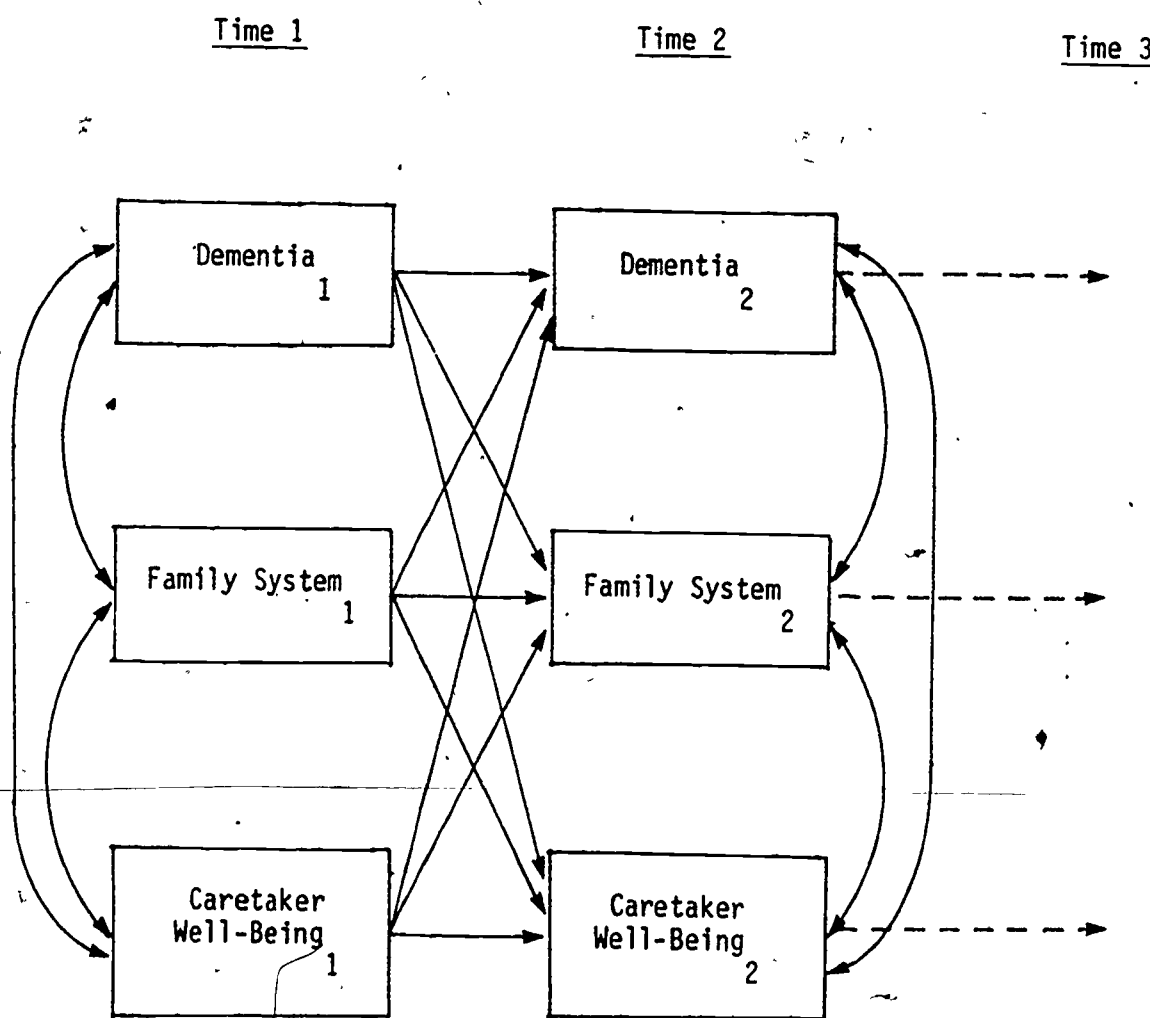 Time 1
Time 2
Time 3
Dementia
1
Dementia
2
Family System
1
Family System
2
Caretaker
Well-Being
1
Caretaker
Well-Being
2